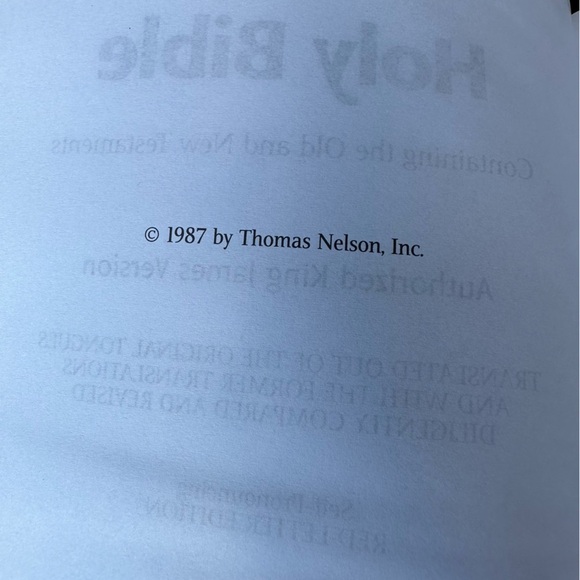 Holy Bible
Containing the Old and New Testaments
© 1987 by Thomas Nelson, Inc.
Authorized King James Version
TRANSLATED OUT OF THE ORIGINAL TONGUES
AND WITH THE FORMER TRANSLATIONS
DILIGENTLY COMPARED AND REVISED
Self-Pronouncing
RED LETTER EDITION